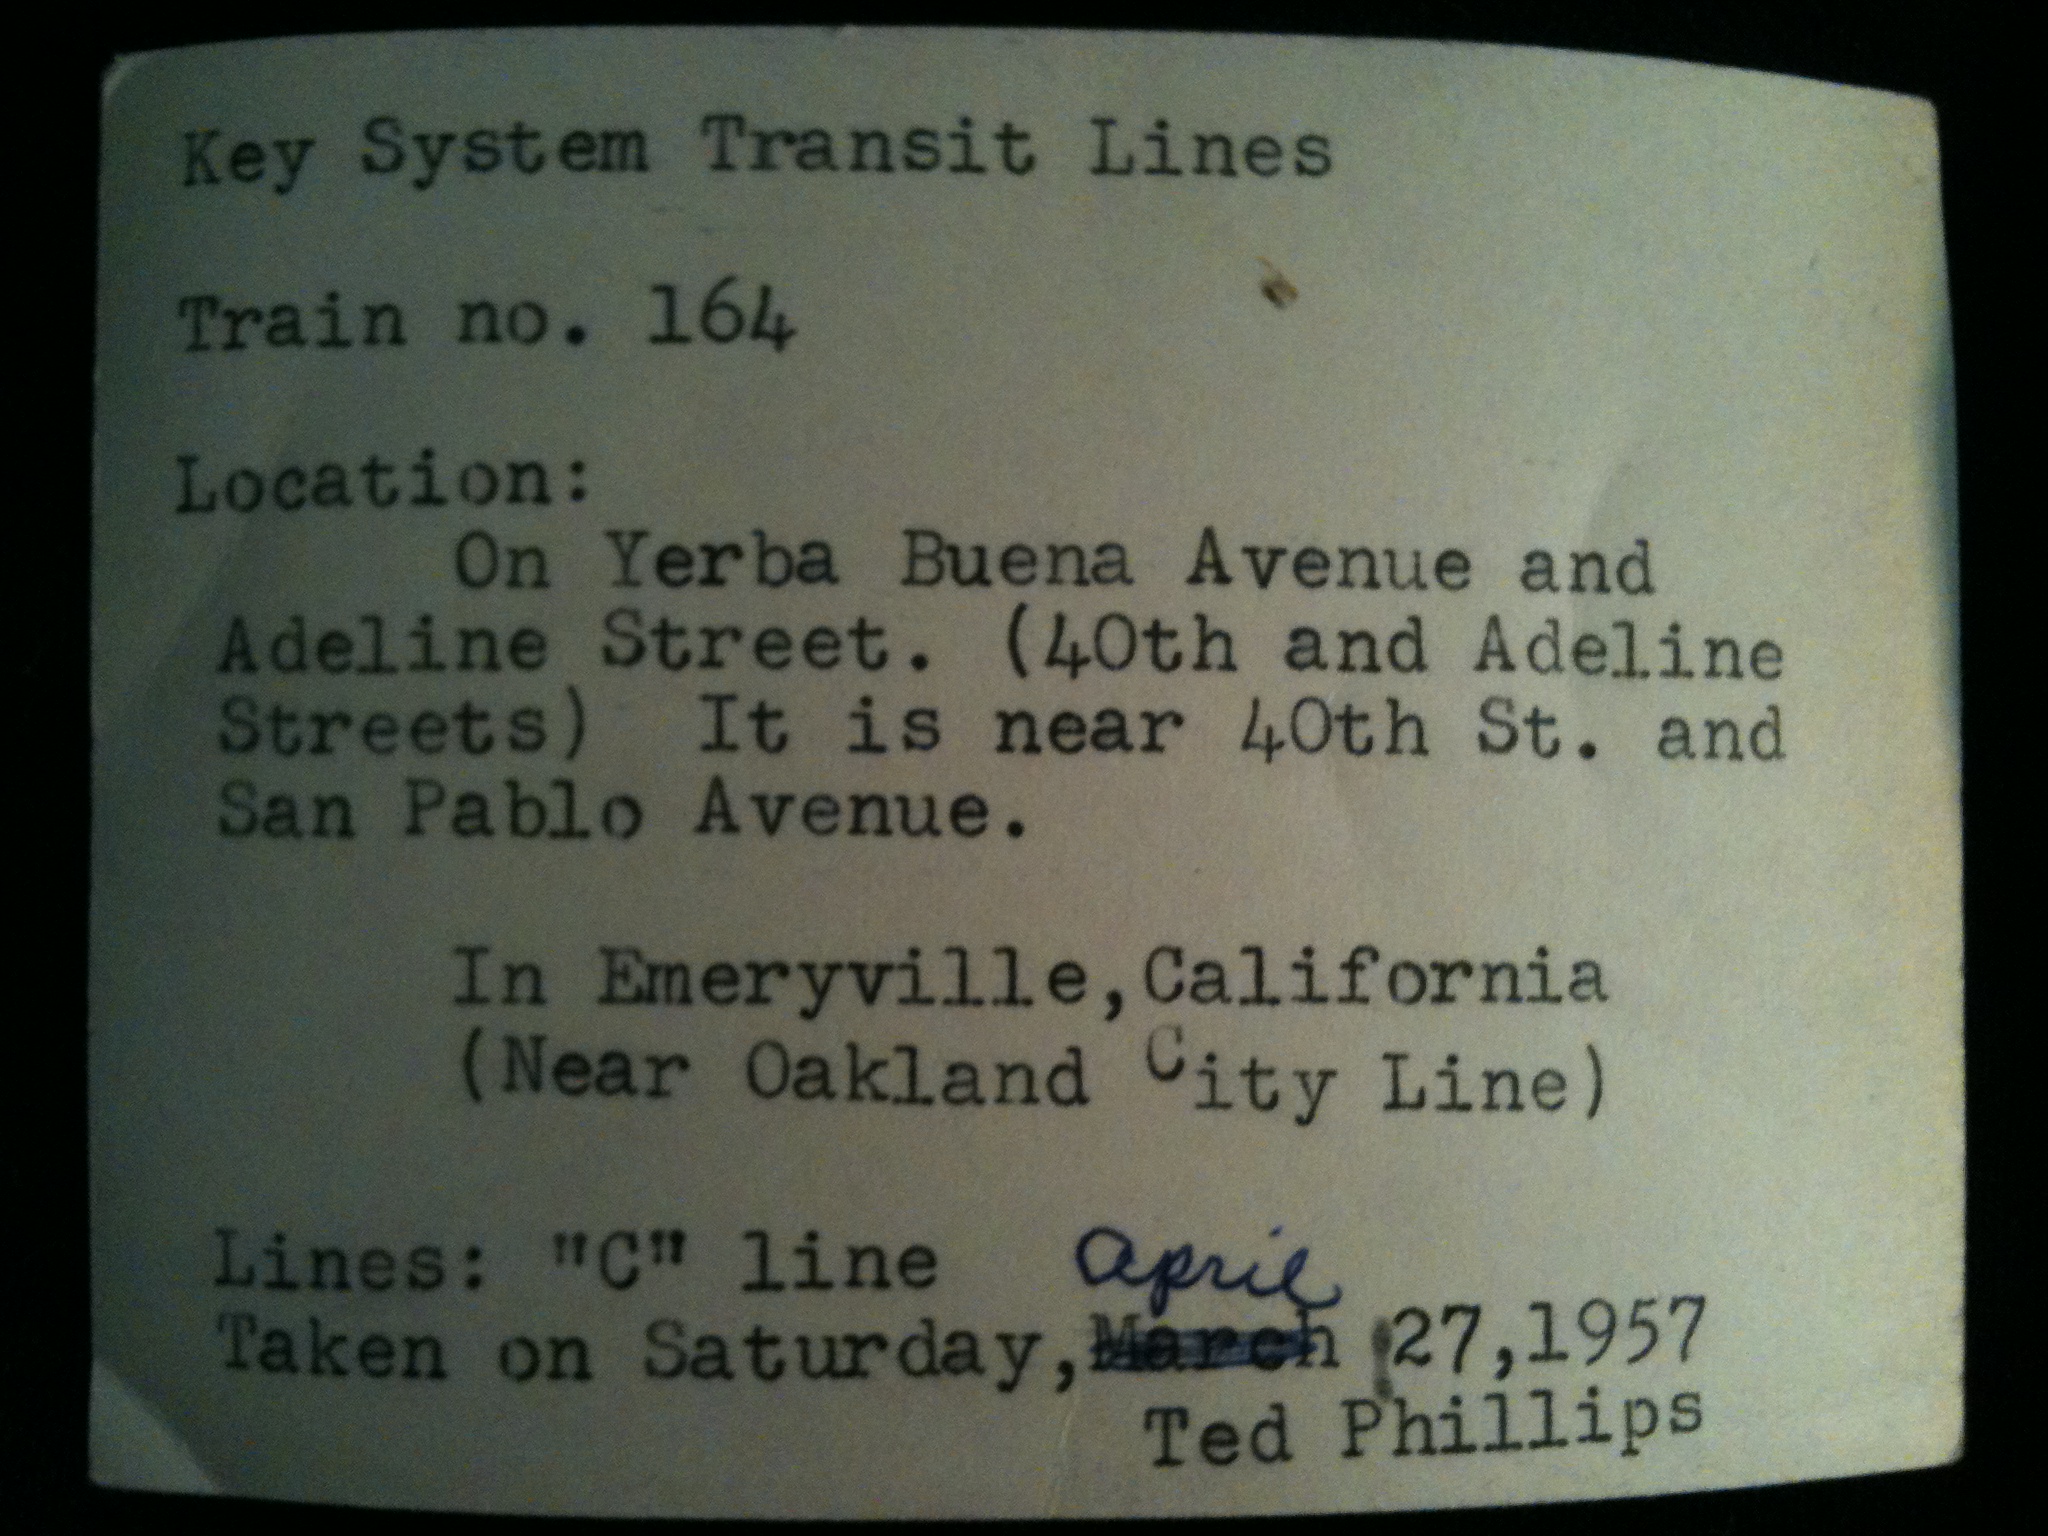 Key System Transit Lines
Train no. 164
Location:
On Yerba Buena Avenue and
Adeline Street. (40th and Adeline
Streets) It is near 40th St. and
San Pablo Avenue.
In Emeryville,California
(Near Oakland City Line)
Lines: "C" line
april
Taken on Saturday,March 27,1957
Ted Phillips